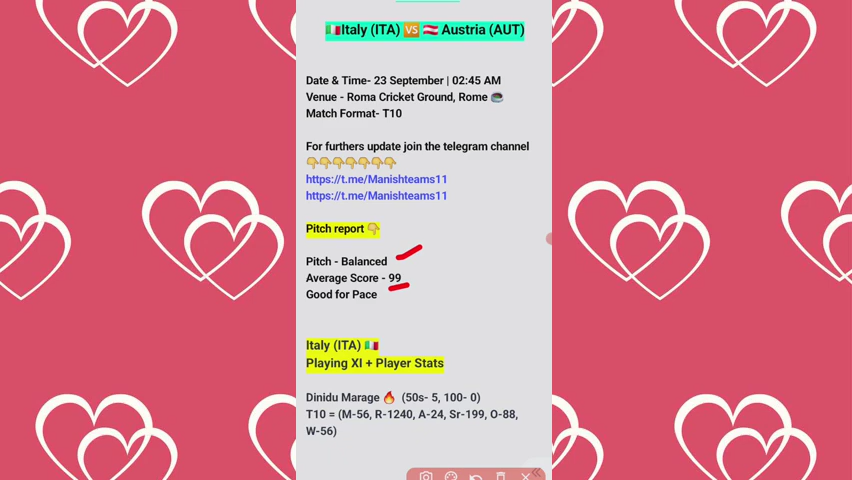 🇮🇹Italy (ITA) 🆚 🇦🇹 Austria (AUT)
Date & Time- 23 September | 02:45 AM
Venue - Roma Cricket Ground, Rome 🏟
Match Format- T10
For furthers update join the telegram channel
👇👇👇👇👇👇👇
https://t.me/Manishteams11
https://t.me/Manishteams11
Pitch report 👇
Pitch - Balanced
Average Score - 99
Good for Pace
Italy (ITA) 🇮🇹
Playing XI + Player Stats
Dinidu Marage 🔥 (50s- 5, 100- 0)
T10 = (M-56, R-1240, A-24, Sr-199, O-88,
W-56)